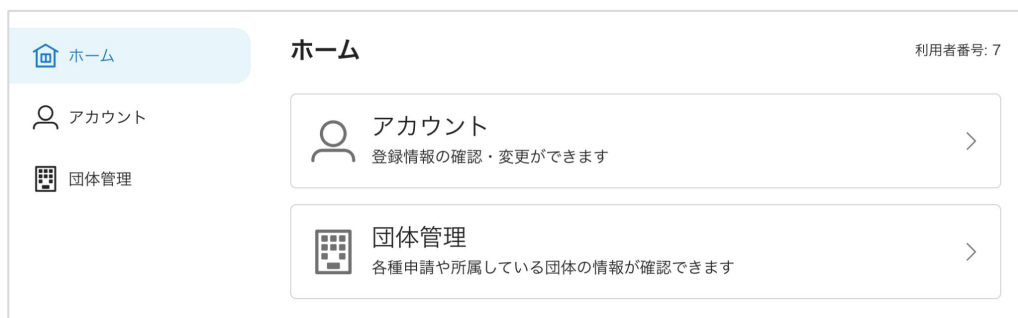 ホーム
アカウント
団体管理
ホーム
利用者番号: 7
アカウント
登録情報の確認・変更ができます
団体管理
各種申請や所属している団体の情報が確認できます